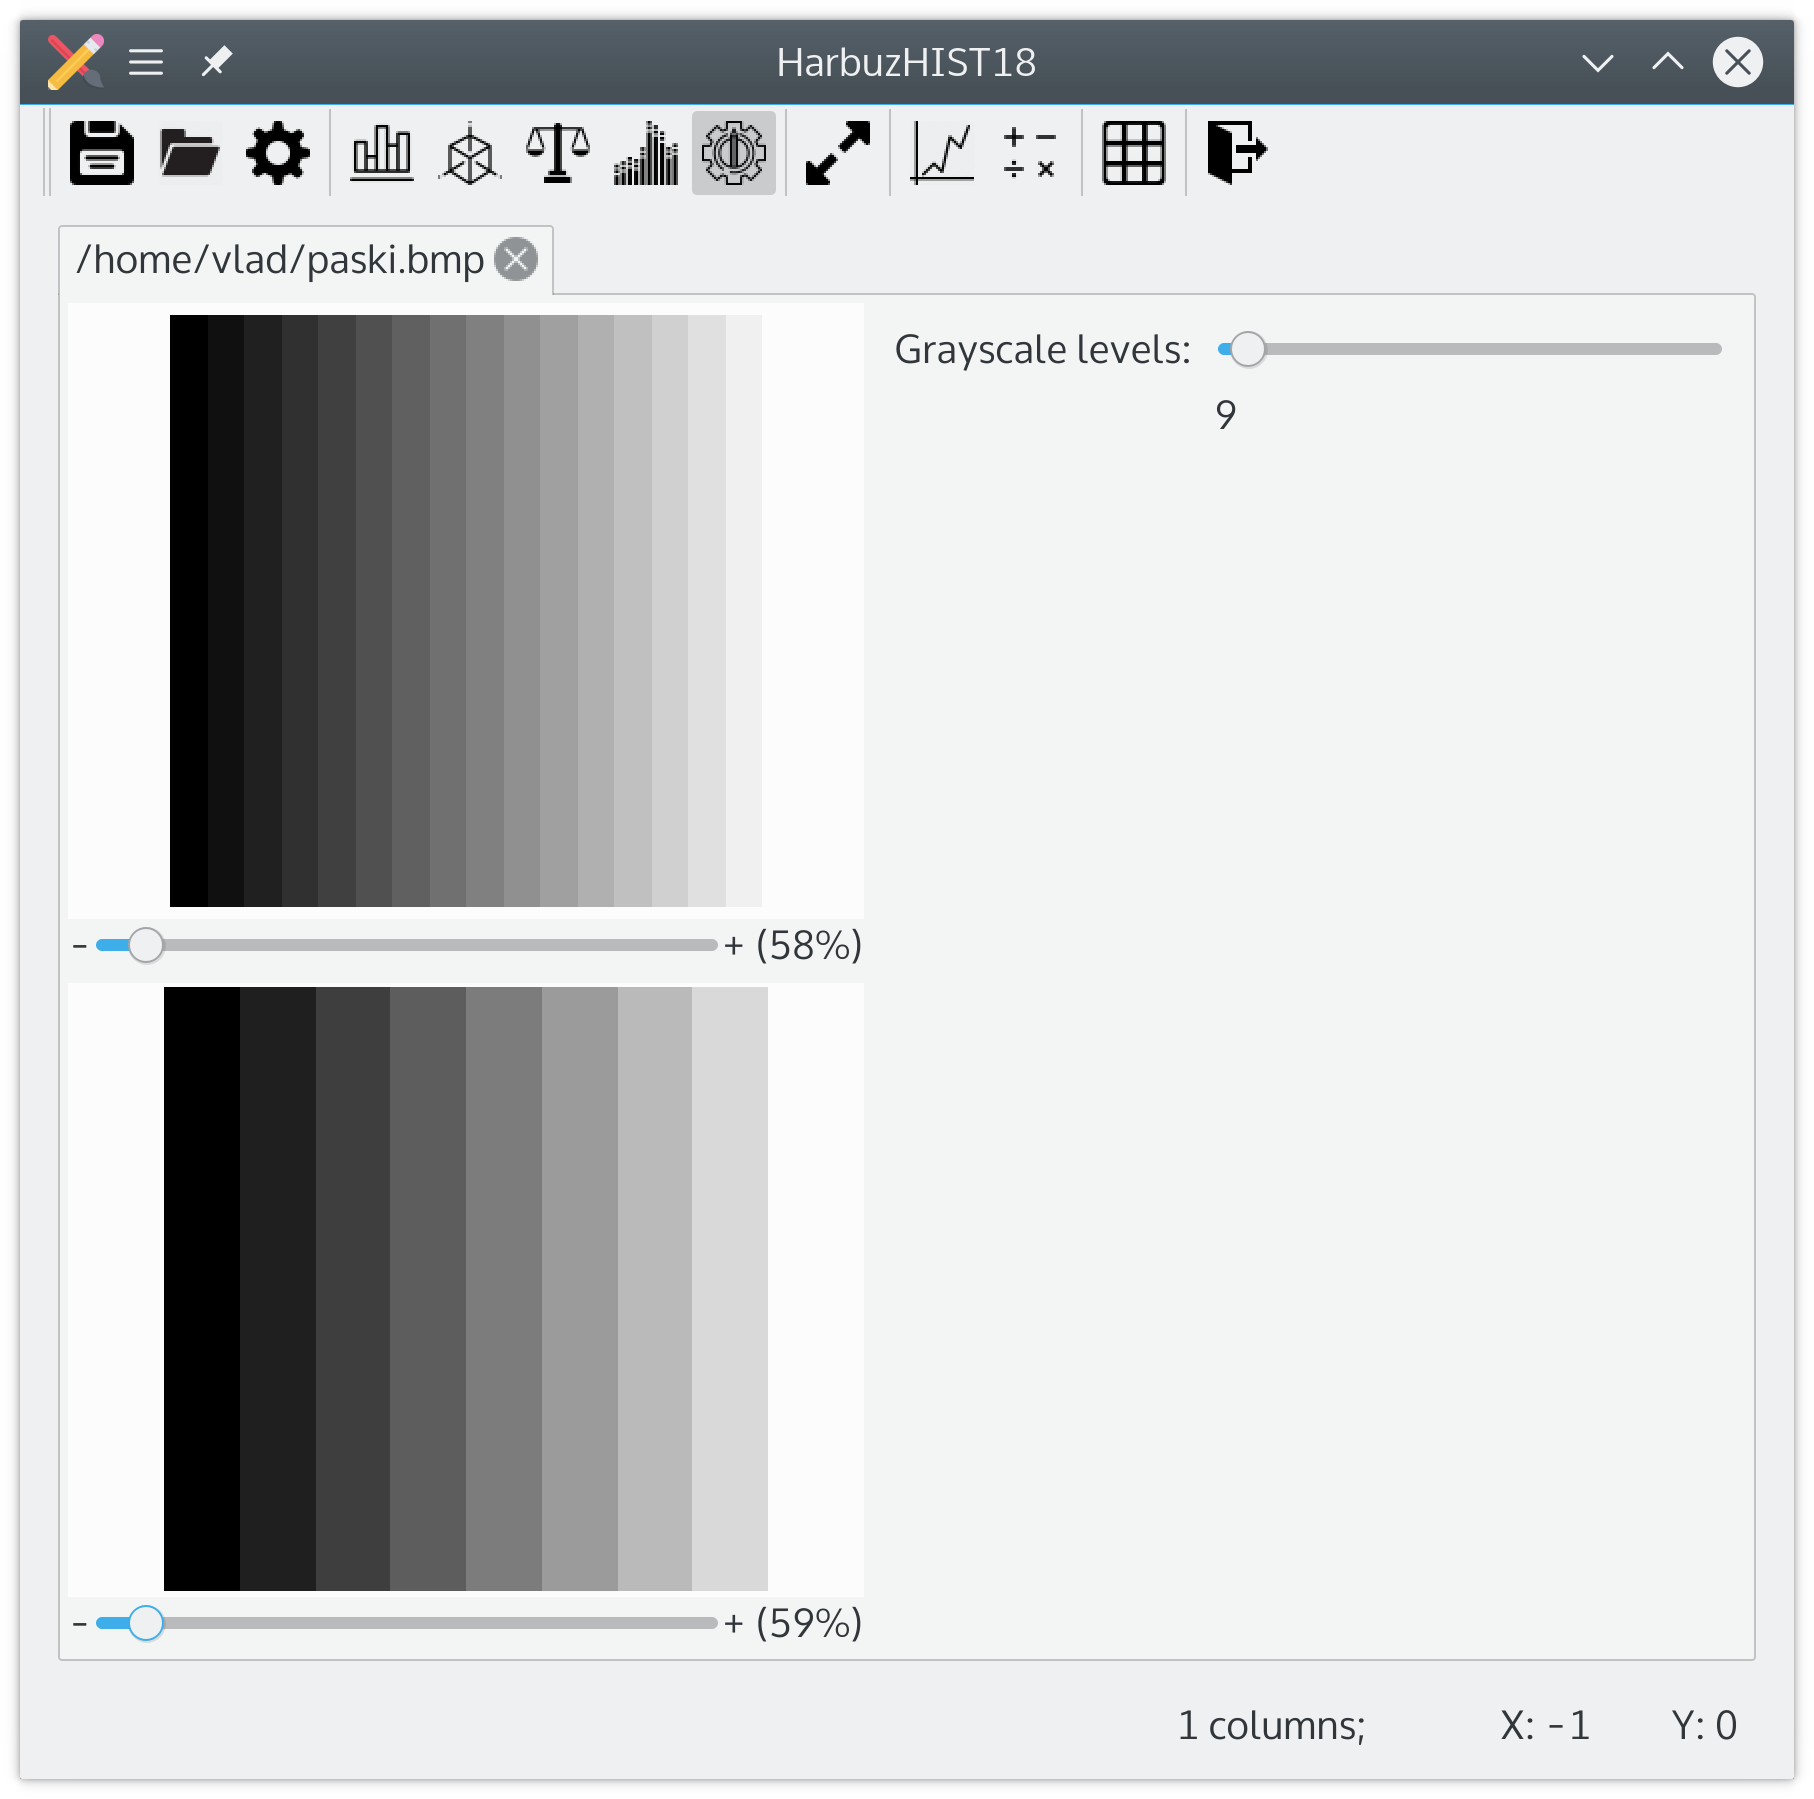 HarbuzHIST18
/home/vlad/paski.bmp
Grayscale levels:
9
- + (58%)
- + (59%)
1 columns; X: -1 Y: 0